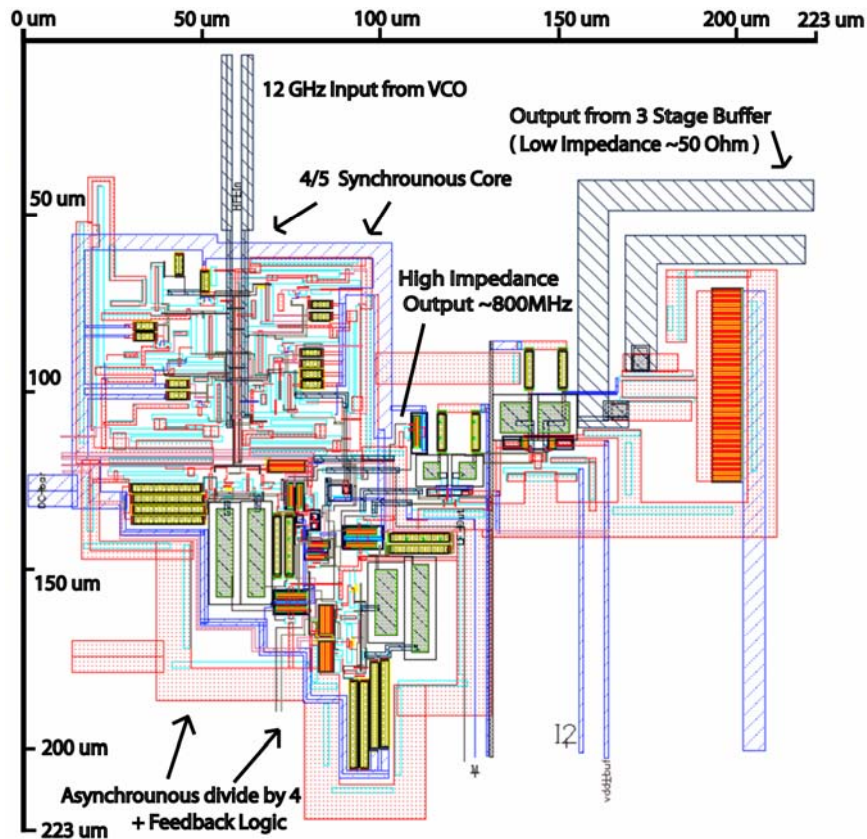 0 um
50 um
100 um
150 um
200 um
223 um
12 GHz Input from VCO
Output from 3 Stage Buffer
( Low Impedance ~50 Ohm )
4/5 Synchrounous Core
50 um
High Impedance
Output ~800MHz
100
150 um
I2
200 um
vddibuf
Asynchrounous divide by 4
+ Feedback Logic
223 um